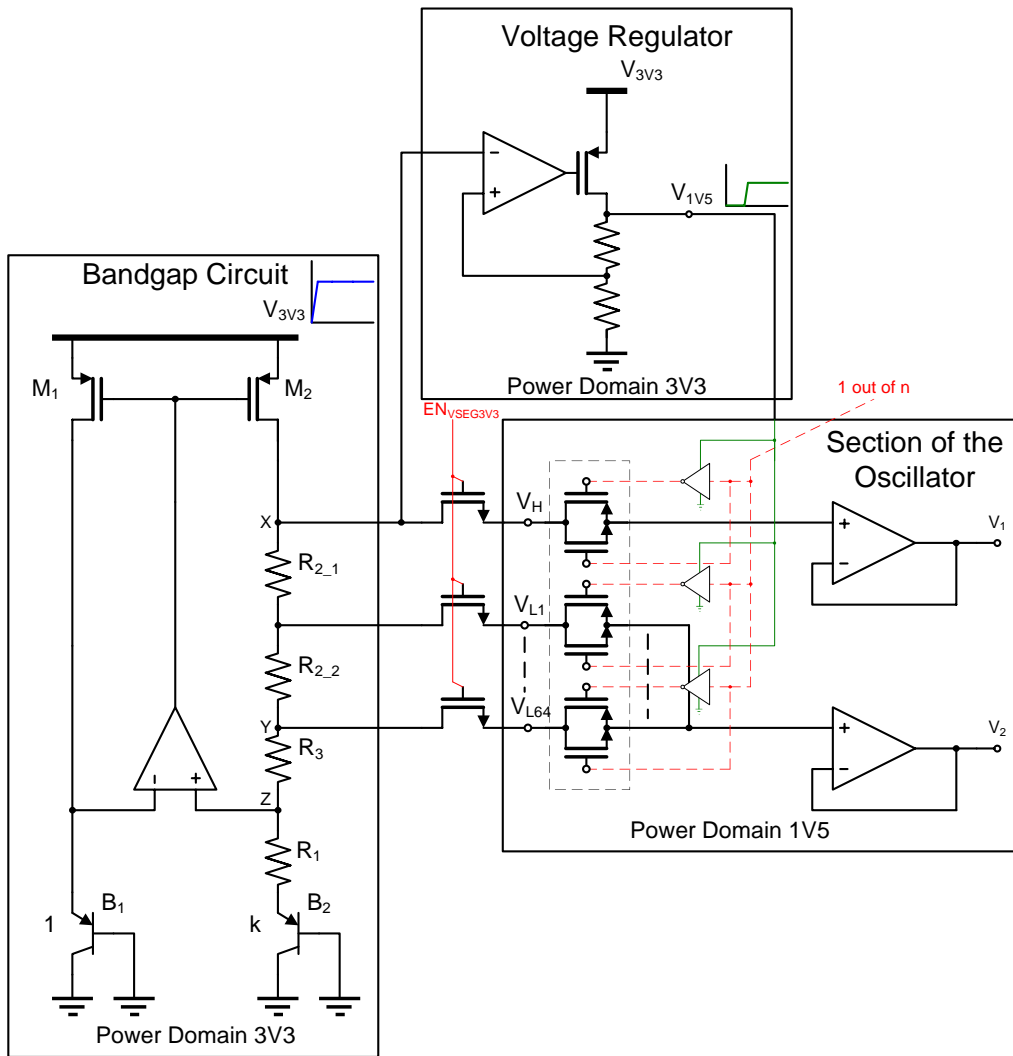 Voltage Regulator
V3V3
-
+
V1V5
Power Domain 3V3
Bandgap Circuit
V3V3
M1
M2
X
R2_1
R2_2
Y
R3
Z
- +
R1
1
B1
k
B2
Power Domain 3V3
ENVSEG3V3
1 out of n
Section of the
Oscillator
VH
VL1
VL64
+
-
V1
+
-
V2
Power Domain 1V5